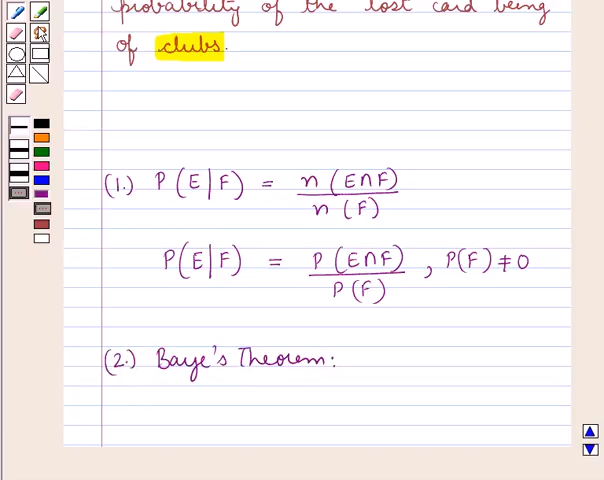 probability of the lost card being
of clubs.
(1.) P(E|F) = n(E∩F) / n(F)
P(E|F) = P(E∩F) / P(F) , P(F) ≠ 0
(2.) Baye's Theorem: